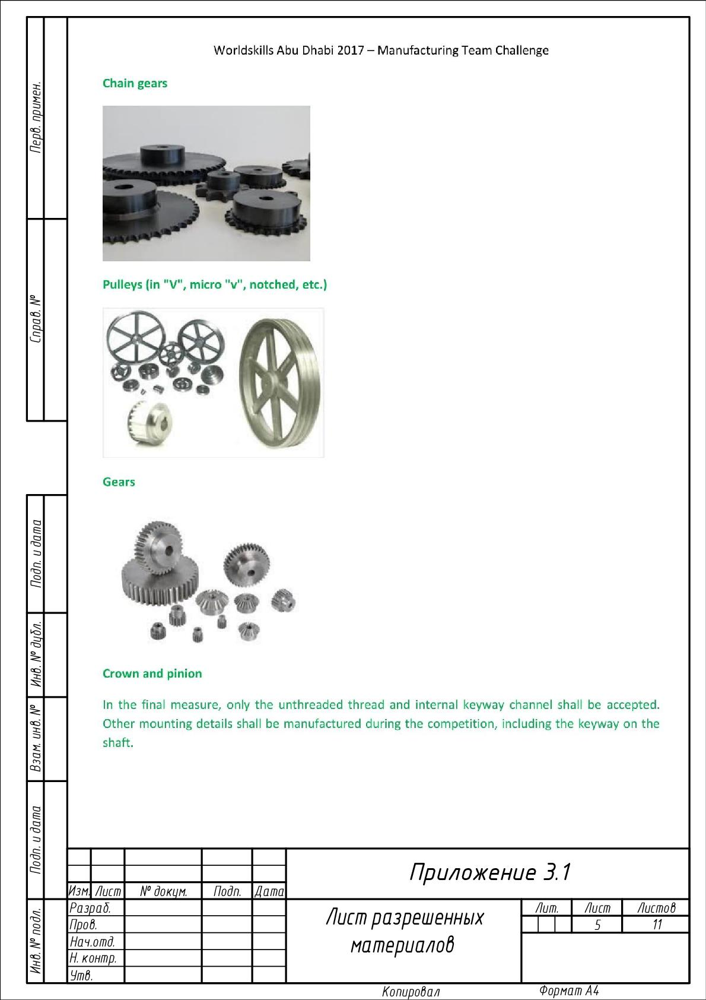 Worldskills Abu Dhabi 2017 – Manufacturing Team Challenge
Chain gears
Pulleys (in "V", micro "v", notched, etc.)
Gears
Crown and pinion
In the final measure, only the unthreaded thread and internal keyway channel shall be accepted.
Other mounting details shall be manufactured during the competition, including the keyway on the
shaft.
Перв. примен.
Справ. №
Подп. и дата
Инв. № дубл.
Взам. инв. №
Подп. и дата
Инв. № подл.
Приложение 3.1
Изм. Лист № докум. Подп. Дата
Разраб.
Пров.
Нач.отд.
Н. контр.
Утв.
Лист разрешенных
материалов
Лит. Лист Листов
5 11
Копировал Формат А4